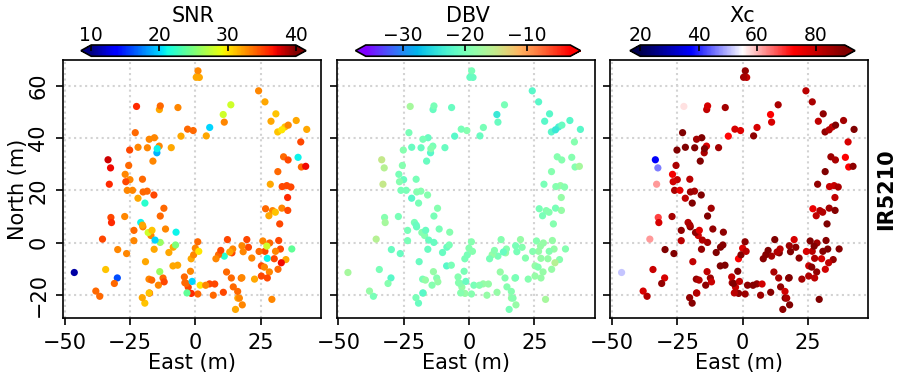 SNR DBV Xc
10 20 30 40 −30 −20 −10 20 40 60 80
60
40
20
0
−20
North (m)
IR5210
−50 −25 0 25 −50 −25 0 25 −50 −25 0 25
East (m) East (m) East (m)